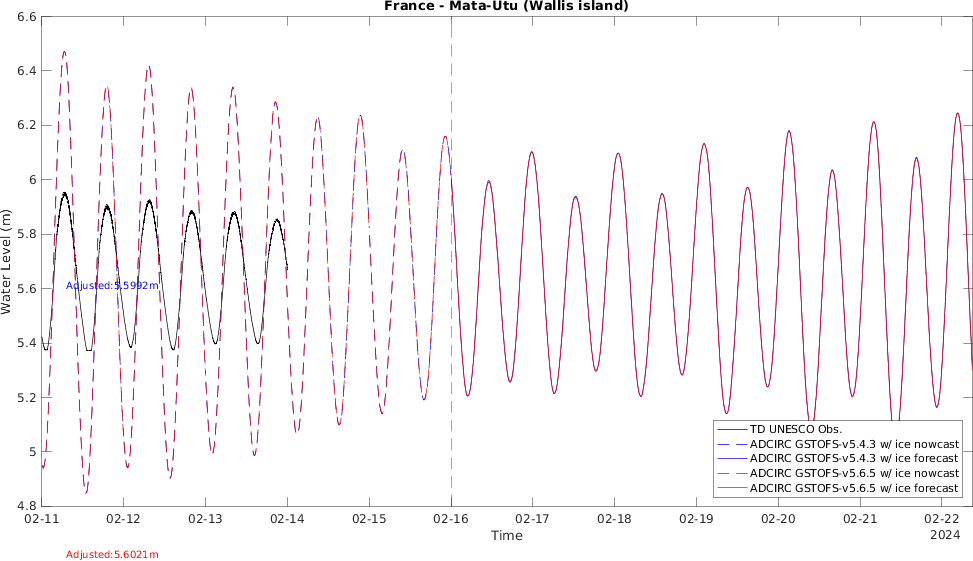 France - Mata-Utu (Wallis island)
6.6
6.4
6.2
6
5.8
5.6
5.4
5.2
5
4.8
Water Level (m)
Adjusted:5.5992m
TD UNESCO Obs.
ADCIRC GSTOFS-v5.4.3 w/ ice nowcast
ADCIRC GSTOFS-v5.4.3 w/ ice forecast
ADCIRC GSTOFS-v5.6.5 w/ ice nowcast
ADCIRC GSTOFS-v5.6.5 w/ ice forecast
02-11 02-12 02-13 02-14 02-15 02-16 02-17 02-18 02-19 02-20 02-21 02-22
Time
2024
Adjusted:5.6021m